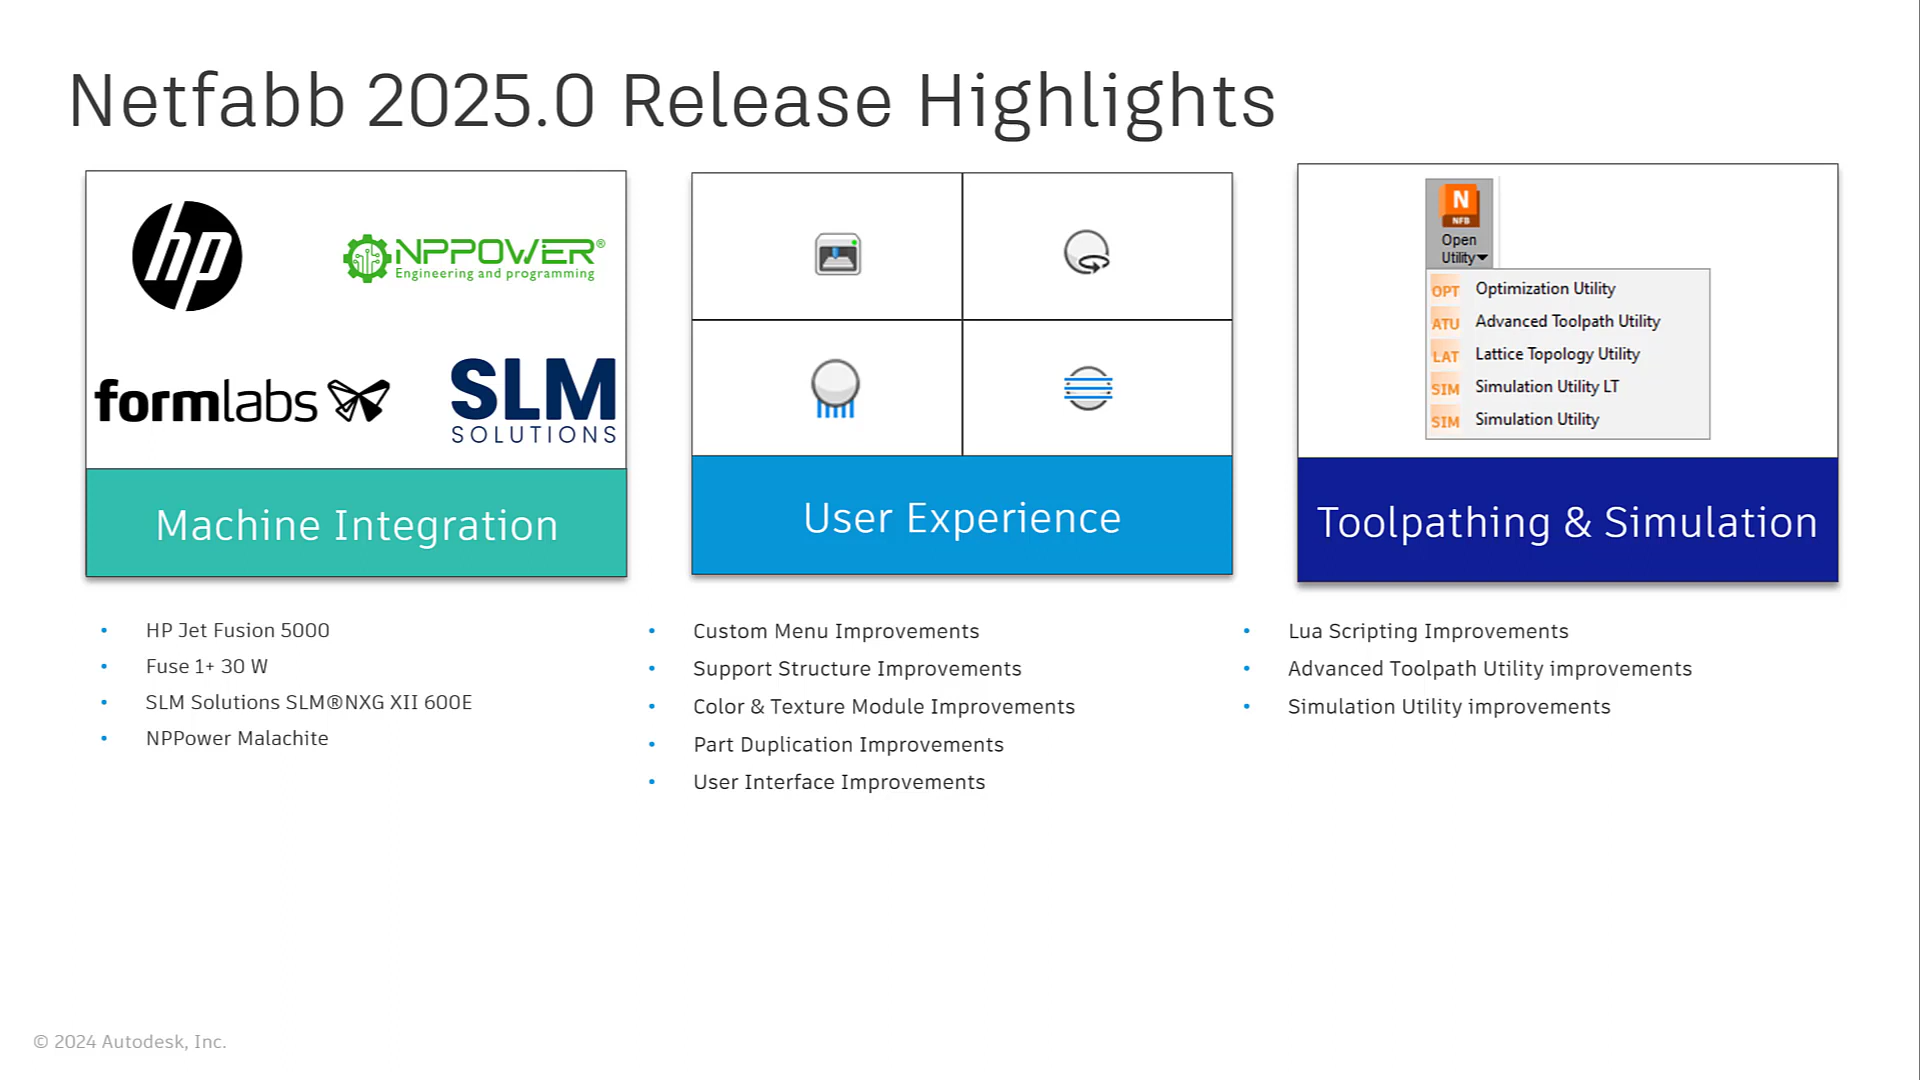 Netfabb 2025.0 Release Highlights
hp
NPPOWER®
Engineering and programming
formlabs
SLM
SOLUTIONS
Machine Integration
• HP Jet Fusion 5000
• Fuse 1+ 30 W
• SLM Solutions SLM®NXG XII 600E
• NPPower Malachite
User Experience
• Custom Menu Improvements
• Support Structure Improvements
• Color & Texture Module Improvements
• Part Duplication Improvements
• User Interface Improvements
N
NFB
Open
Utility
OPT Optimization Utility
ATU Advanced Toolpath Utility
LAT Lattice Topology Utility
SIM Simulation Utility LT
SIM Simulation Utility
Toolpathing & Simulation
• Lua Scripting Improvements
• Advanced Toolpath Utility improvements
• Simulation Utility improvements
© 2024 Autodesk, Inc.